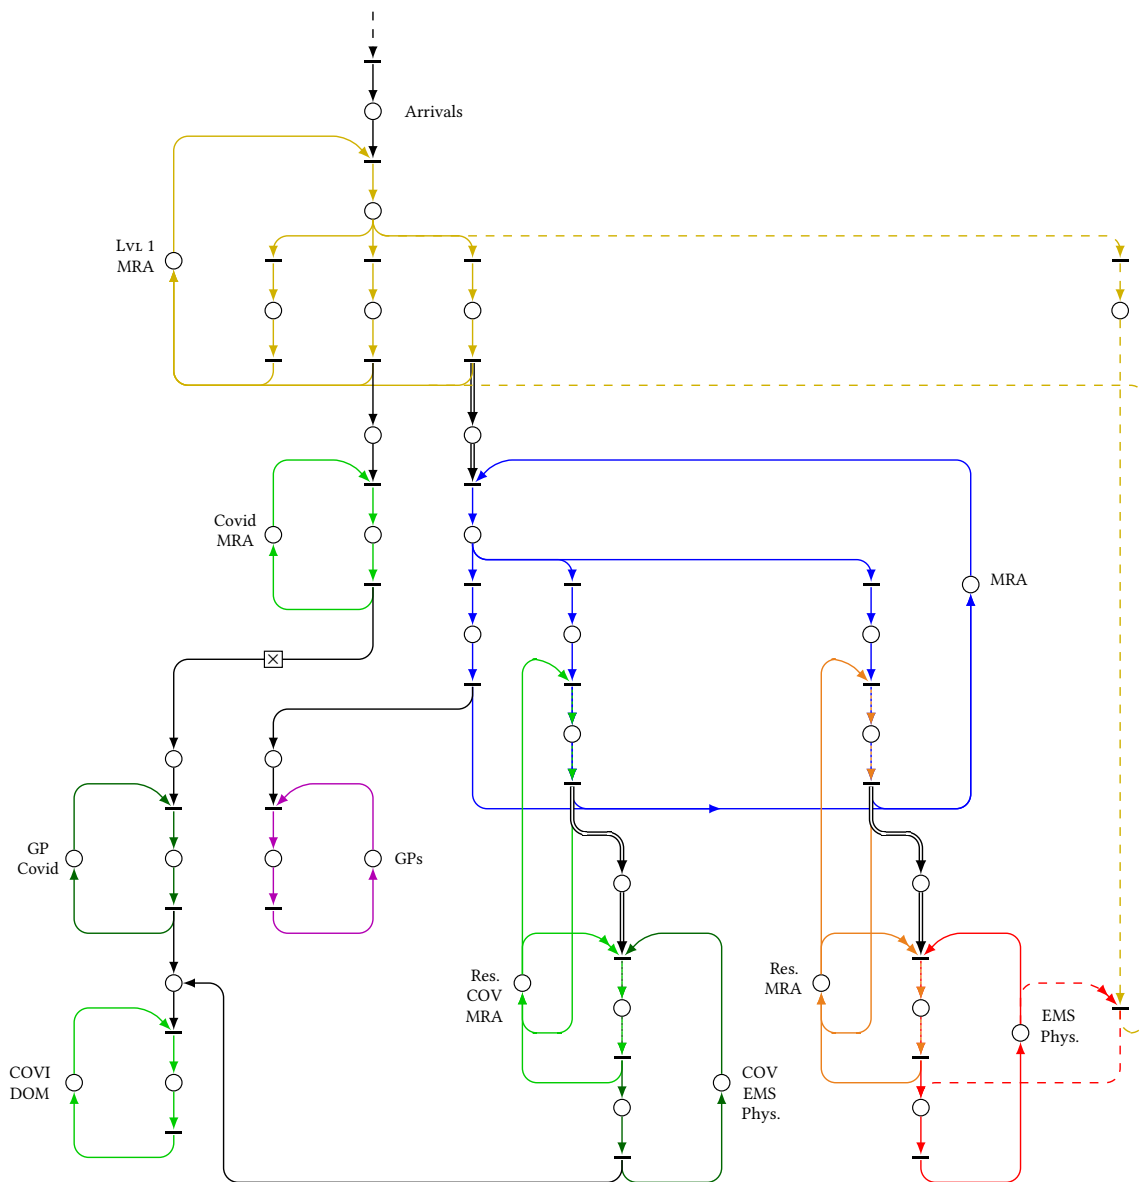 Arrivals
Lvl 1
MRA
Covid
MRA
MRA
GP
Covid
GPs
Res.
COV
MRA
Res.
MRA
EMS
Phys.
COVI
DOM
COV
EMS
Phys.